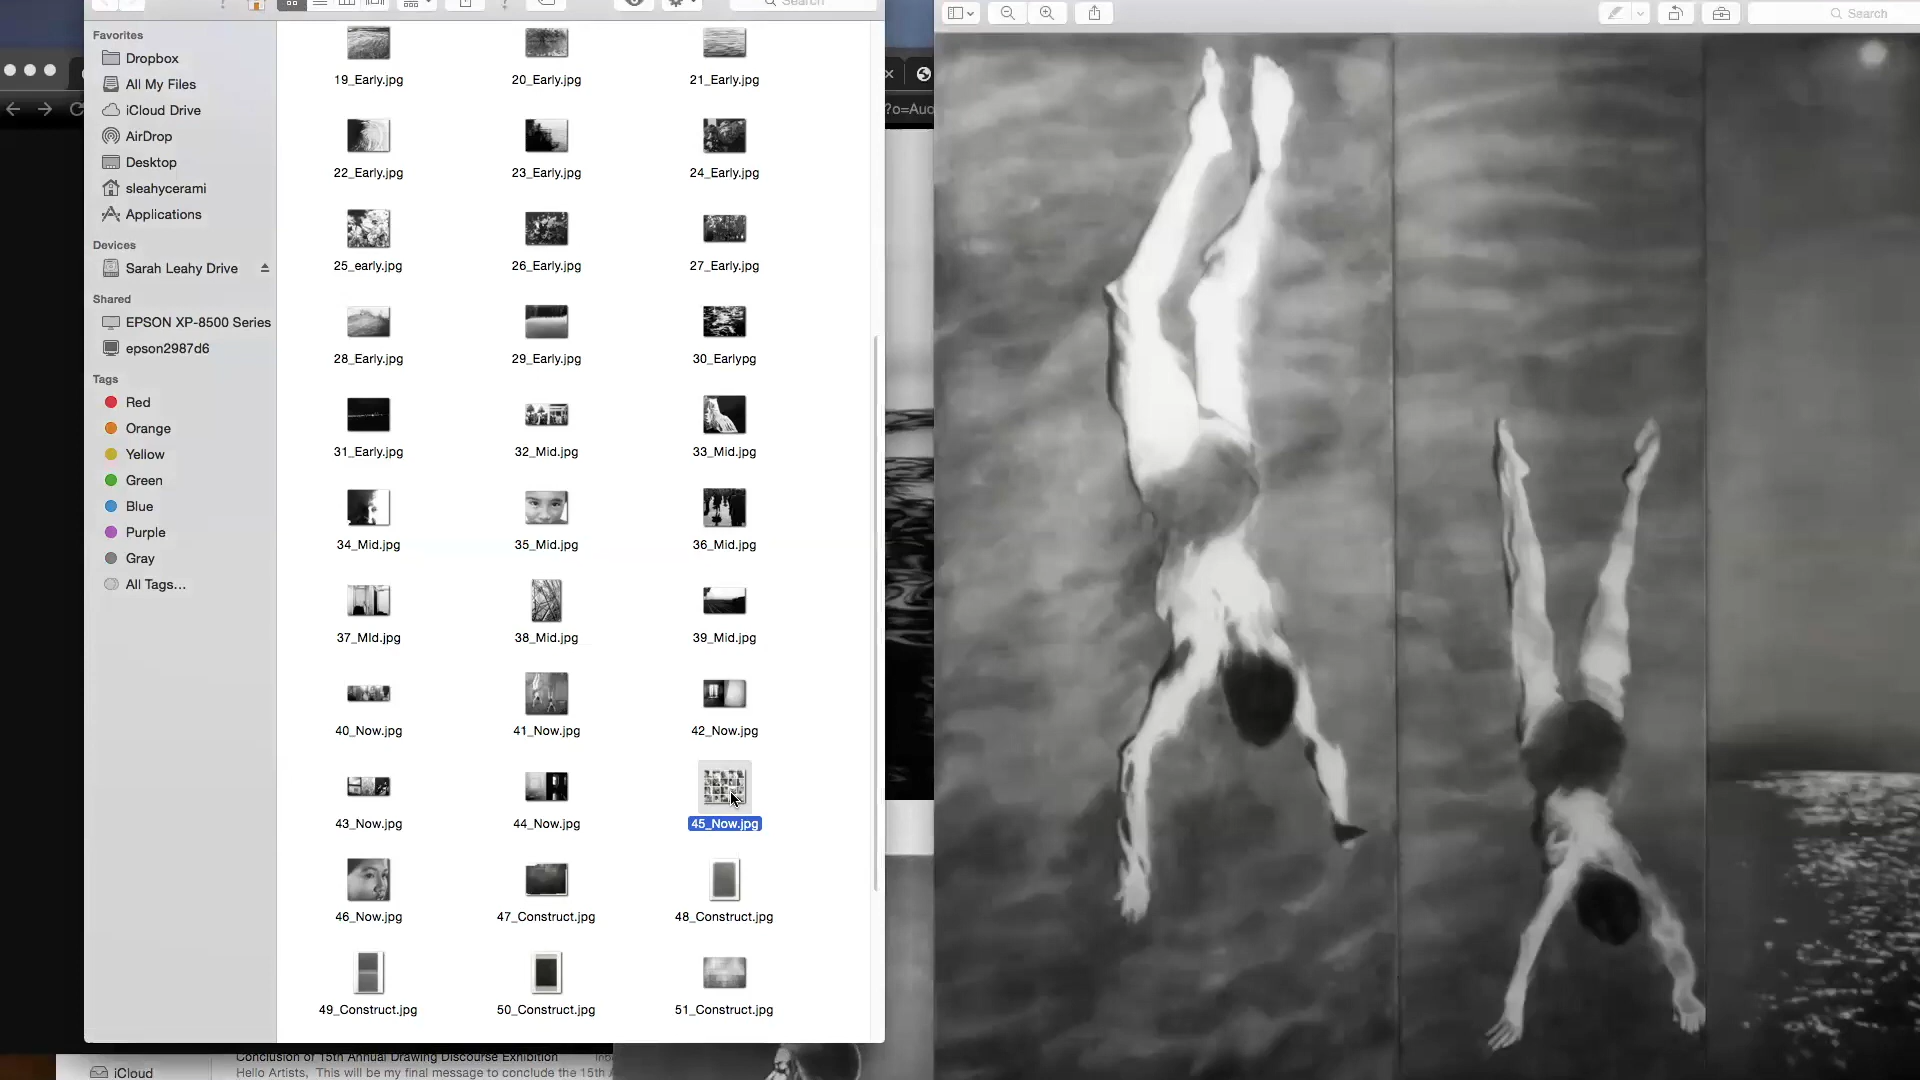 Search
Search
Favorites
Dropbox
All My Files
iCloud Drive
AirDrop
Desktop
sleahycerami
Applications
Devices
Sarah Leahy Drive
Shared
EPSON XP-8500 Series
epson2987d6
Tags
Red
Orange
Yellow
Green
Blue
Purple
Gray
All Tags...
19_Early.jpg
20_Early.jpg
21_Early.jpg
22_Early.jpg
23_Early.jpg
24_Early.jpg
25_early.jpg
26_Early.jpg
27_Early.jpg
28_Early.jpg
29_Early.jpg
30_Earlypg
31_Early.jpg
32_Mid.jpg
33_Mid.jpg
34_Mid.jpg
35_Mid.jpg
36_Mid.jpg
37_MId.jpg
38_Mid.jpg
39_Mid.jpg
40_Now.jpg
41_Now.jpg
42_Now.jpg
43_Now.jpg
44_Now.jpg
45_Now.jpg
46_Now.jpg
47_Construct.jpg
48_Construct.jpg
49_Construct.jpg
50_Construct.jpg
51_Construct.jpg
?o=Auc
iCloud
Conclusion of 15th Annual Drawing Discourse Exhibition
Hello Artists, This will be my final message to conclude the 15th